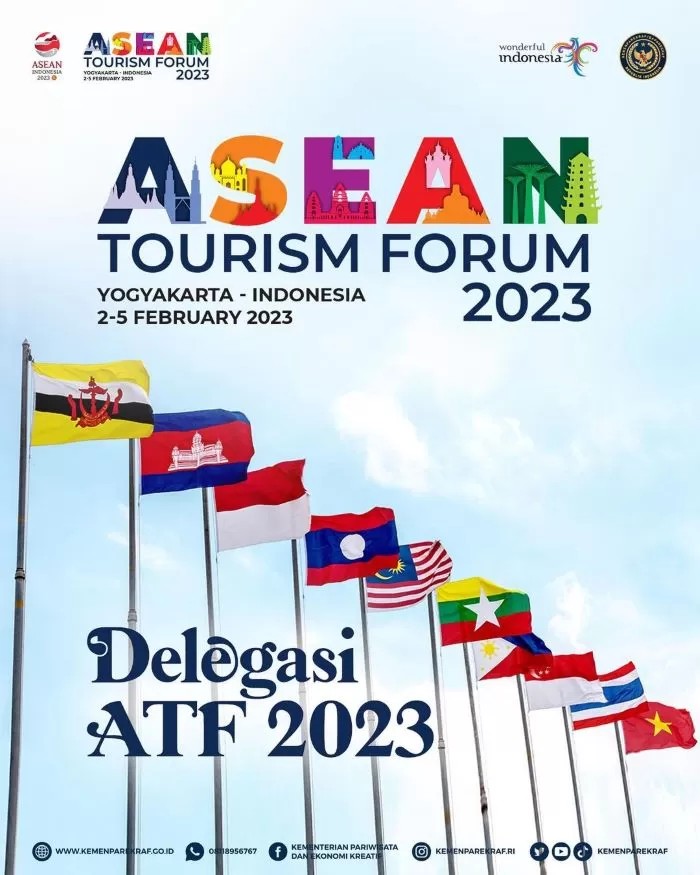 ASEAN
INDONESIA
2023
ASEAN
TOURISM FORUM
YOGYAKARTA - INDONESIA
2-5 FEBRUARY 2023
2023
wonderful
indonesia
ASEAN
TOURISM FORUM
YOGYAKARTA - INDONESIA
2-5 FEBRUARY 2023
2023
Delegasi
ATF 2023
WWW.KEMENPAREKRAF.CO.ID
08118956767
KEMENTERIAN PARIWISATA
DAN EKONOMI KREATIF
KEMENPAREKRAF.RI
KEMENPAREKRAF